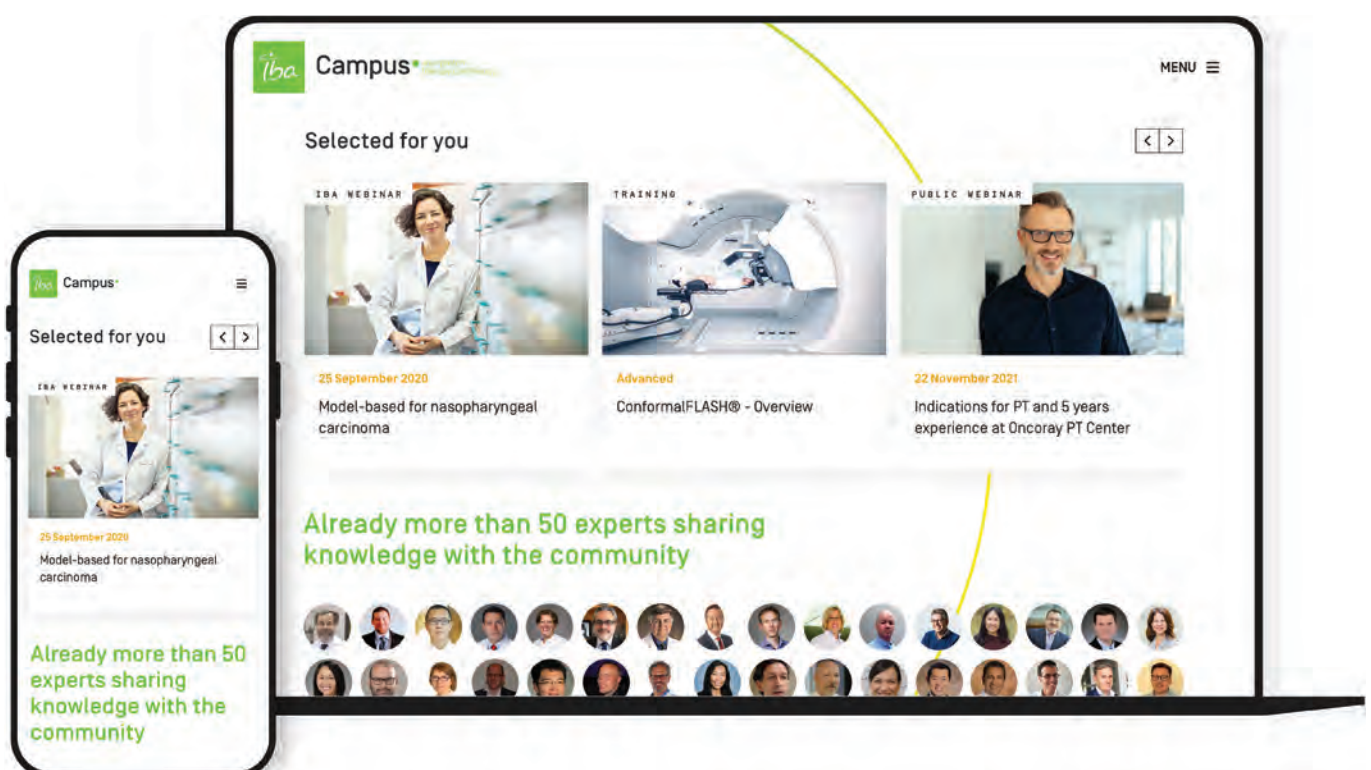 iba
Campus
MENU
Selected for you
IBA WEBINAR
TRAINING
PUBLIC WEBINAR
25 September 2020
Advanced
22 November 2021
Model-based for nasopharyngeal
carcinoma
ConformalFLASH® - Overview
Indications for PT and 5 years
experience at Oncoray PT Center
Already more than 50 experts sharing
knowledge with the community
iba
Campus
Selected for you
IBA WEBINAR
25 September 2020
Model-based for nasopharyngeal
carcinoma
Already more than 50
experts sharing
knowledge with the
community